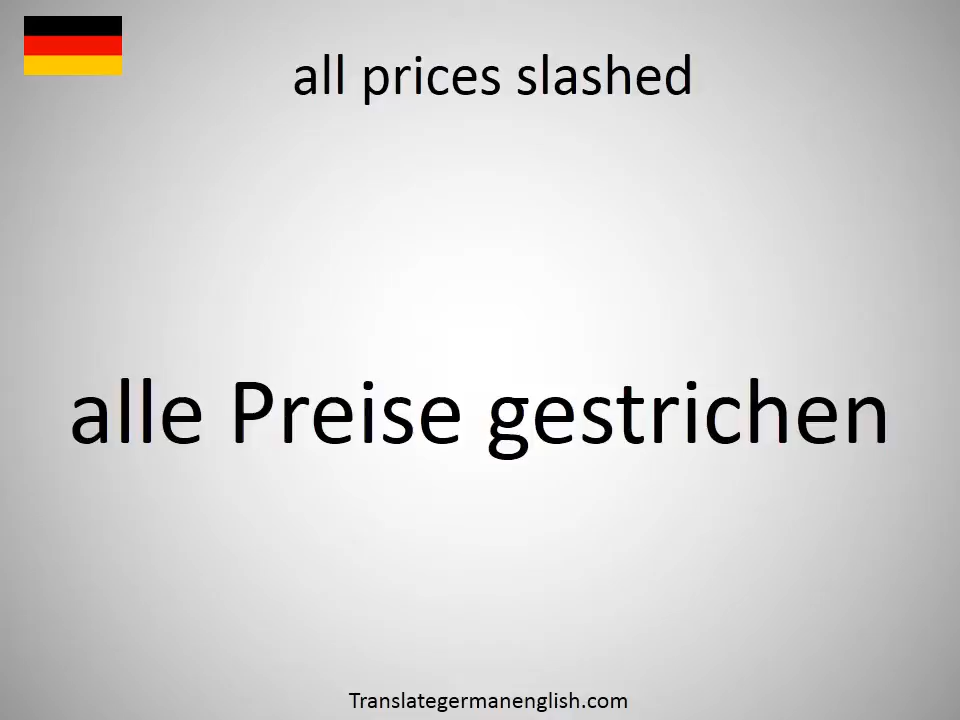 all prices slashed
alle Preise gestrichen
Translategermanenglish.com